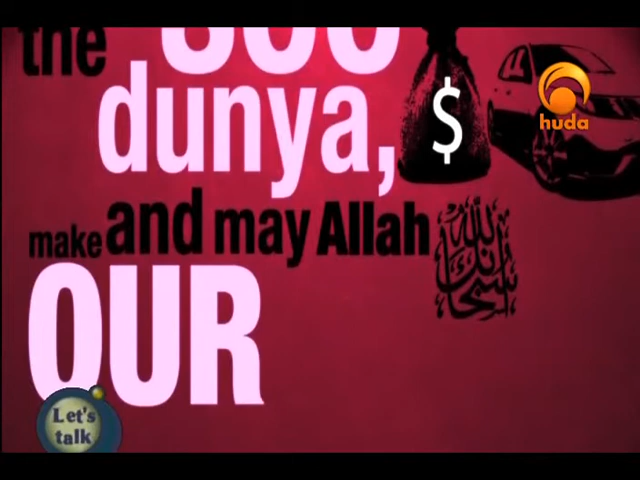 the
dunya,
$
huda
make and may Allah
OUR
Let's
talk